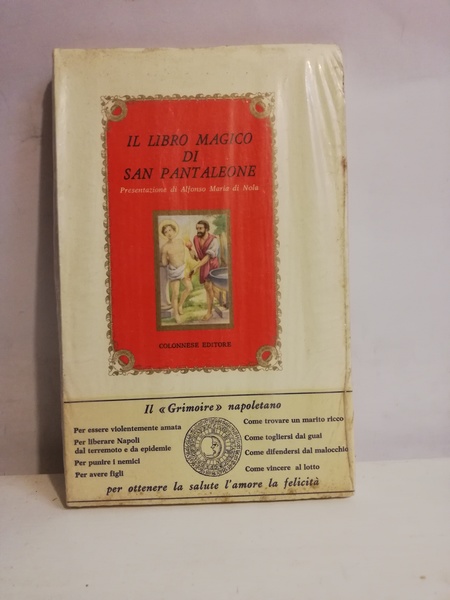 IL LIBRO MAGICO
DI
SAN PANTALEONE
Presentazione di Alfonso Maria di Nola
COLONNESE EDITORE
Il «Grimoire» napoletano
Per essere violentemente amata
Per liberare Napoli
dal terremoto e da epidemie
Per punire i nemici
Per avere figli
Come trovare un marito ricco
Come togliersi dai guai
Come difendersi dal malocchio
Come vincere al lotto
per ottenere la salute l'amore la felicità